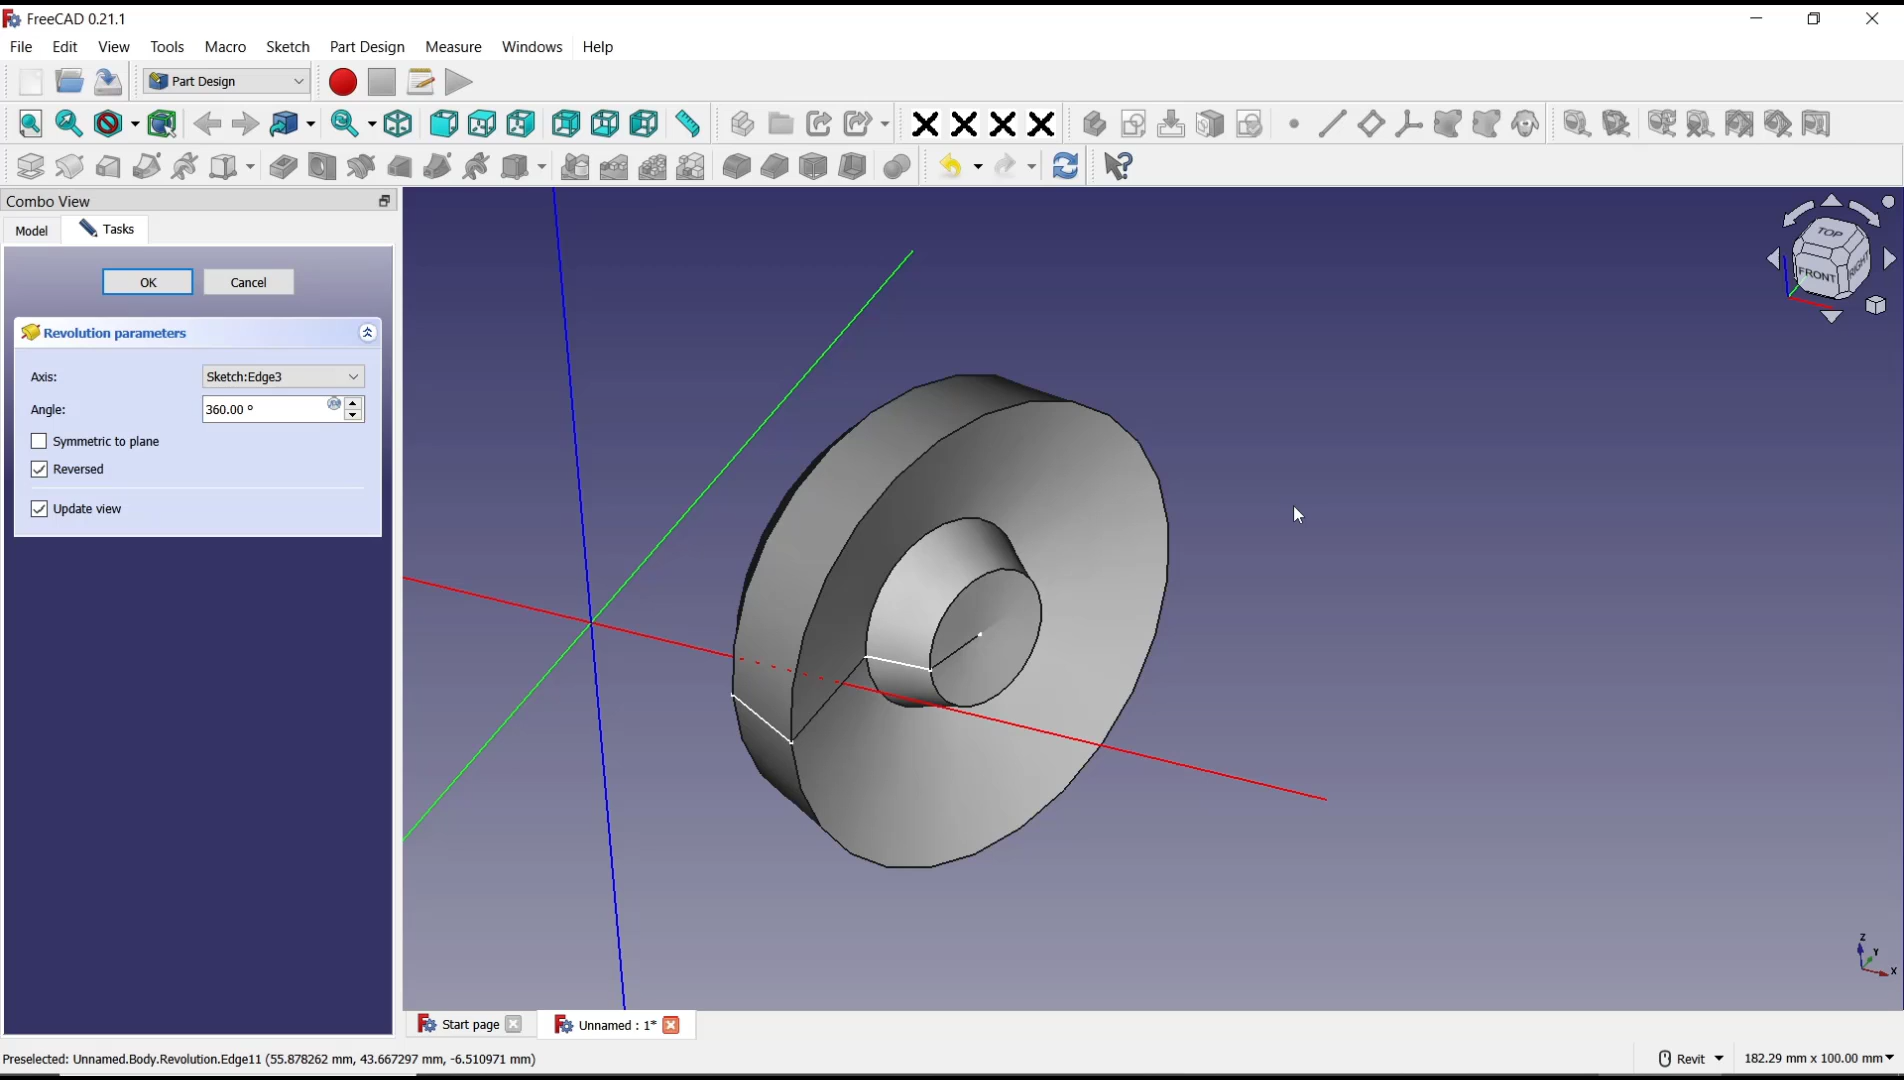 FreeCAD 0.21.1
File Edit View Tools Macro Sketch Part Design Measure Windows Help
Part Design
Combo View
Model Tasks
OK Cancel
Revolution parameters
Axis: Sketch:Edge3
Angle: 360.00 °
Symmetric to plane
Reversed
Update view
TOP
FRONT RIGHT
Z
Y
X
Start page Unnamed : 1*
Preselected: Unnamed.Body.Revolution.Edge11 (55.878262 mm, 43.667297 mm, -6.510971 mm) Revit 182.29 mm x 100.00 mm